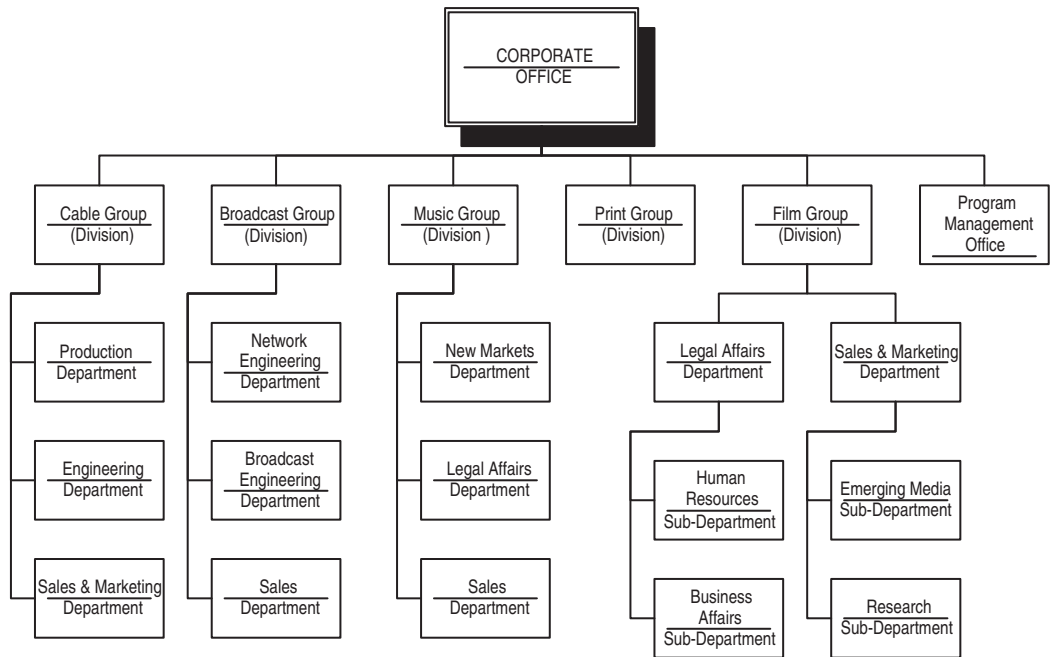 CORPORATE
OFFICE
Cable Group
(Division)
Broadcast Group
(Division)
Music Group
(Division )
Print Group
(Division)
Film Group
(Division)
Program
Management
Office
Production
Department
Engineering
Department
Sales & Marketing
Department
Network
Engineering
Department
Broadcast
Engineering
Department
Sales
Department
New Markets
Department
Legal Affairs
Department
Sales
Department
Legal Affairs
Department
Human
Resources
Sub-Department
Business
Affairs
Sub-Department
Sales & Marketing
Department
Emerging Media
Sub-Department
Research
Sub-Department